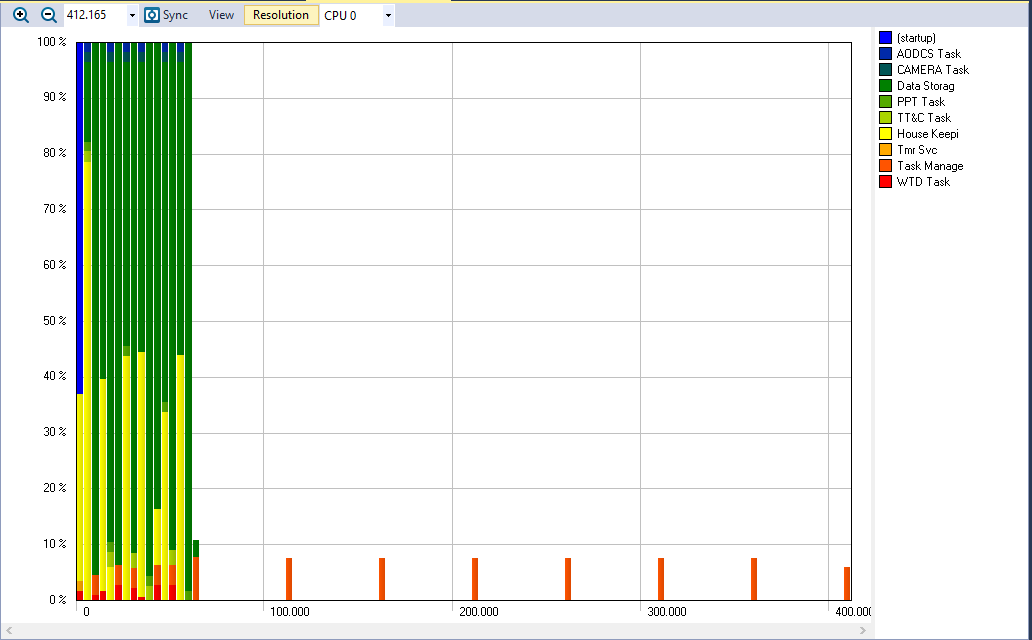 412.165 Sync View Resolution CPU 0
100 %
90 %
80 %
70 %
60 %
50 %
40 %
30 %
20 %
10 %
0 %
0 100.000 200.000 300.000 400.000
(startup)
AODCS Task
CAMERA Task
Data Storag
PPT Task
TT&C Task
House Keepi
Tmr Svc
Task Manage
WTD Task